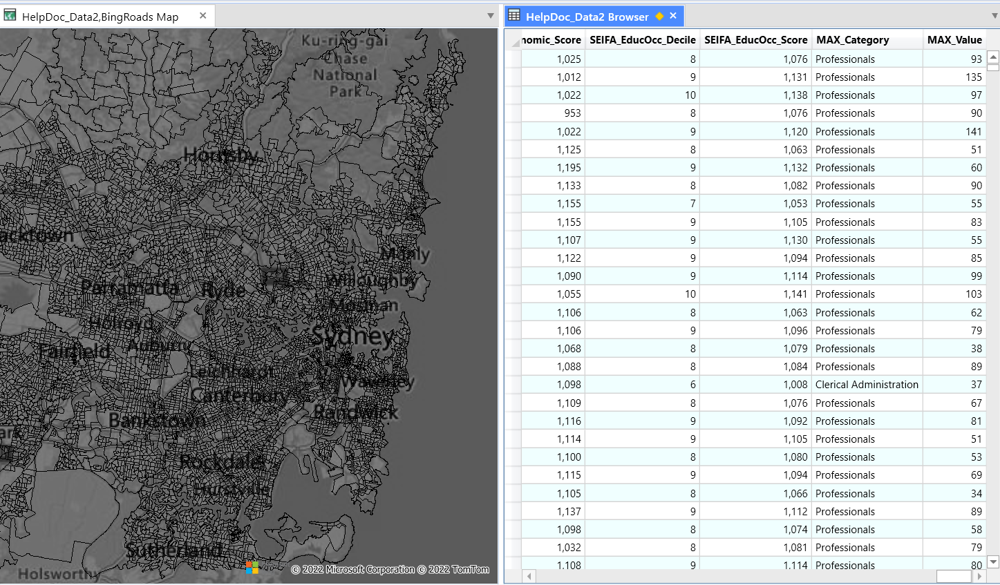 HelpDoc_Data2,BingRoads Map
HelpDoc_Data2 Browser
Ku-ring-gai
Chase
National
Park
Hornsby
acktown
Manly
Parramatta
Ryde
Willoughby
Mosman
Holroyd
Sydney
Auburn
Fairfield
Leichhardt
Waverley
Canterbury
Randwick
Bankstown
ark
Rockdale
Hurstville
Sutherland
Holsworthy
© 2022 Microsoft Corporation © 2022 TomTom
nomic_Score SEIFA_EducOcc_Decile SEIFA_EducOcc_Score MAX_Category MAX_Value
1,025 8 1,076 Professionals 93
1,012 9 1,131 Professionals 135
1,022 10 1,138 Professionals 97
953 8 1,076 Professionals 90
1,022 9 1,120 Professionals 141
1,125 8 1,063 Professionals 51
1,195 9 1,132 Professionals 60
1,133 8 1,082 Professionals 90
1,155 7 1,053 Professionals 55
1,155 9 1,105 Professionals 83
1,107 9 1,130 Professionals 55
1,122 9 1,094 Professionals 85
1,090 9 1,114 Professionals 99
1,055 10 1,141 Professionals 103
1,106 8 1,063 Professionals 62
1,106 9 1,096 Professionals 79
1,068 8 1,079 Professionals 38
1,088 8 1,084 Professionals 89
1,098 6 1,008 Clerical Administration 37
1,109 8 1,076 Professionals 67
1,116 9 1,092 Professionals 81
1,114 9 1,105 Professionals 51
1,100 8 1,080 Professionals 53
1,115 9 1,094 Professionals 69
1,105 8 1,066 Professionals 34
1,137 9 1,112 Professionals 89
1,098 8 1,074 Professionals 58
1,032 8 1,081 Professionals 79
1,108 9 1,114 Professionals 80